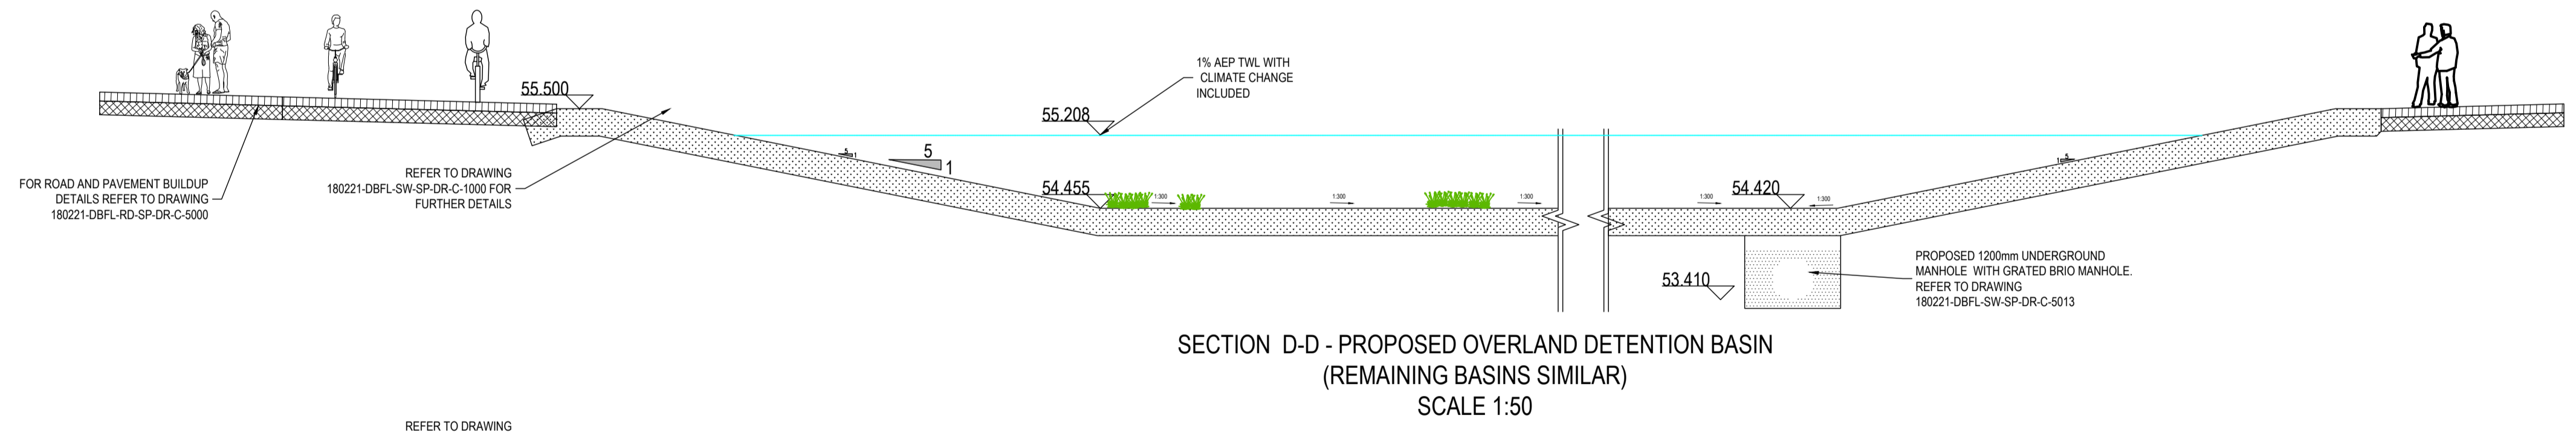 55.500
FOR ROAD AND PAVEMENT BUILDUP
DETAILS REFER TO DRAWING
180221-DBFL-RD-SP-DR-C-5000
REFER TO DRAWING
180221-DBFL-SW-SP-DR-C-1000 FOR
FURTHER DETAILS
5
1
5
1
55.208
1% AEP TWL WITH
CLIMATE CHANGE
INCLUDED
54.455
1:300
1:300
1:300
1:300
54.420
1:300
5
1
53.410
PROPOSED 1200mm UNDERGROUND
MANHOLE WITH GRATED BRIO MANHOLE.
REFER TO DRAWING
180221-DBFL-SW-SP-DR-C-5013
SECTION D-D - PROPOSED OVERLAND DETENTION BASIN
(REMAINING BASINS SIMILAR)
SCALE 1:50
REFER TO DRAWING